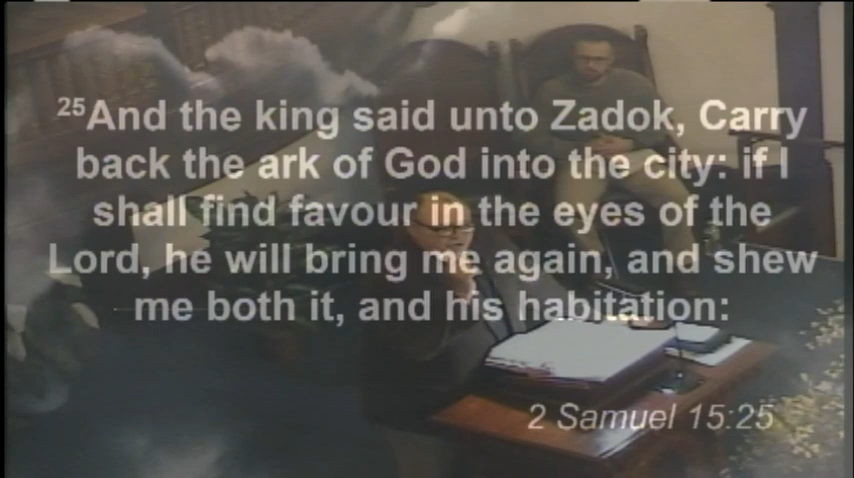 25And the king said unto Zadok, Carry
back the ark of God into the city: if I
shall find favour in the eyes of the
Lord, he will bring me again, and shew
me both it, and his habitation:
2 Samuel 15:25